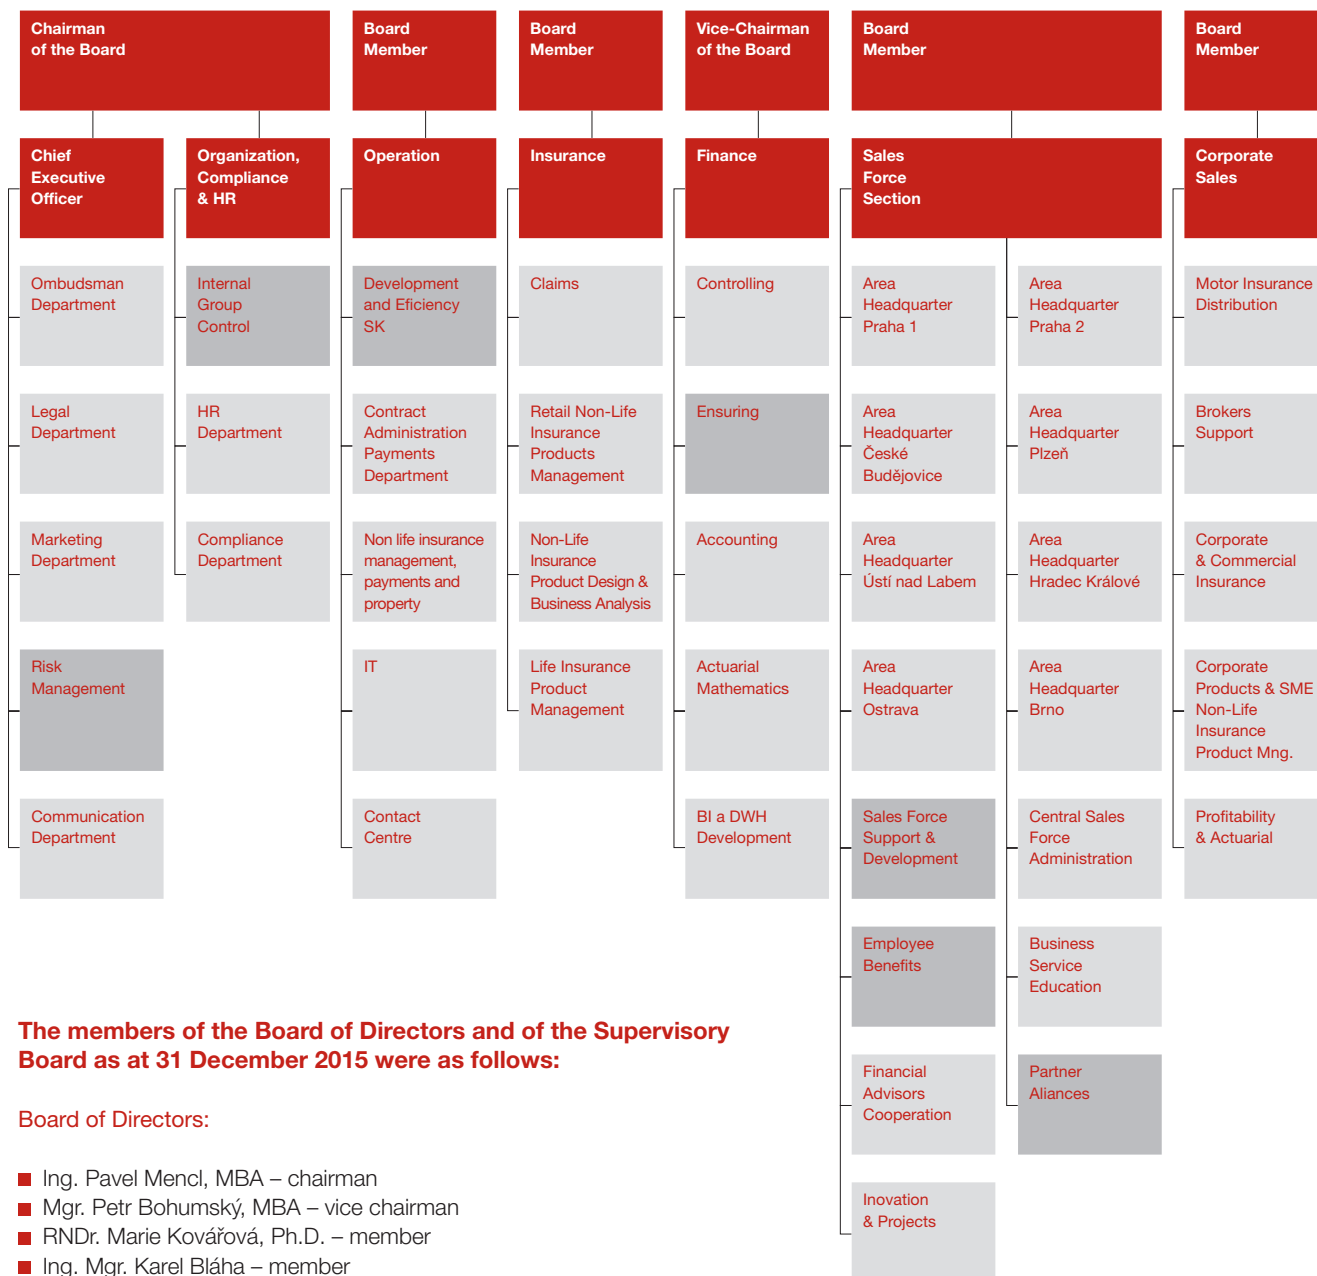 Chairman
of the Board
Board
Member
Board
Member
Vice-Chairman
of the Board
Board
Member
Board
Member
Chief
Executive
Officer
Organization,
Compliance
& HR
Operation
Insurance
Finance
Sales
Force
Section
Corporate
Sales
Ombudsman
Department
Internal
Group
Control
Development
and Eficiency
SK
Claims
Controlling
Area
Headquarter
Praha 1
Area
Headquarter
Praha 2
Motor Insurance
Distribution
Legal
Department
HR
Department
Contract
Administration
Payments
Department
Retail Non-Life
Insurance
Products
Management
Ensuring
Area
Headquarter
České
Budějovice
Area
Headquarter
Plzeň
Brokers
Support
Marketing
Department
Compliance
Department
Non life insurance
management,
payments and
property
Non-Life
Insurance
Product Design &
Business Analysis
Accounting
Area
Headquarter
Ústí nad Labem
Area
Headquarter
Hradec Králové
Corporate
& Commercial
Insurance
Risk
Management
IT
Life Insurance
Product
Management
Actuarial
Mathematics
Area
Headquarter
Ostrava
Area
Headquarter
Brno
Corporate
Products & SME
Non-Life
Insurance
Product Mng.
Communication
Department
Contact
Centre
BI a DWH
Development
Sales Force
Support &
Development
Central Sales
Force
Administration
Profitability
& Actuarial
Employee
Benefits
Business
Service
Education
Financial
Advisors
Cooperation
Partner
Aliances
Inovation
& Projects
The members of the Board of Directors and of the Supervisory
Board as at 31 December 2015 were as follows:
Board of Directors:
Ing. Pavel Mencl, MBA – chairman
Mgr. Petr Bohumský, MBA – vice chairman
RNDr. Marie Kovářová, Ph.D. – member
Ing. Mgr. Karel Bláha – member